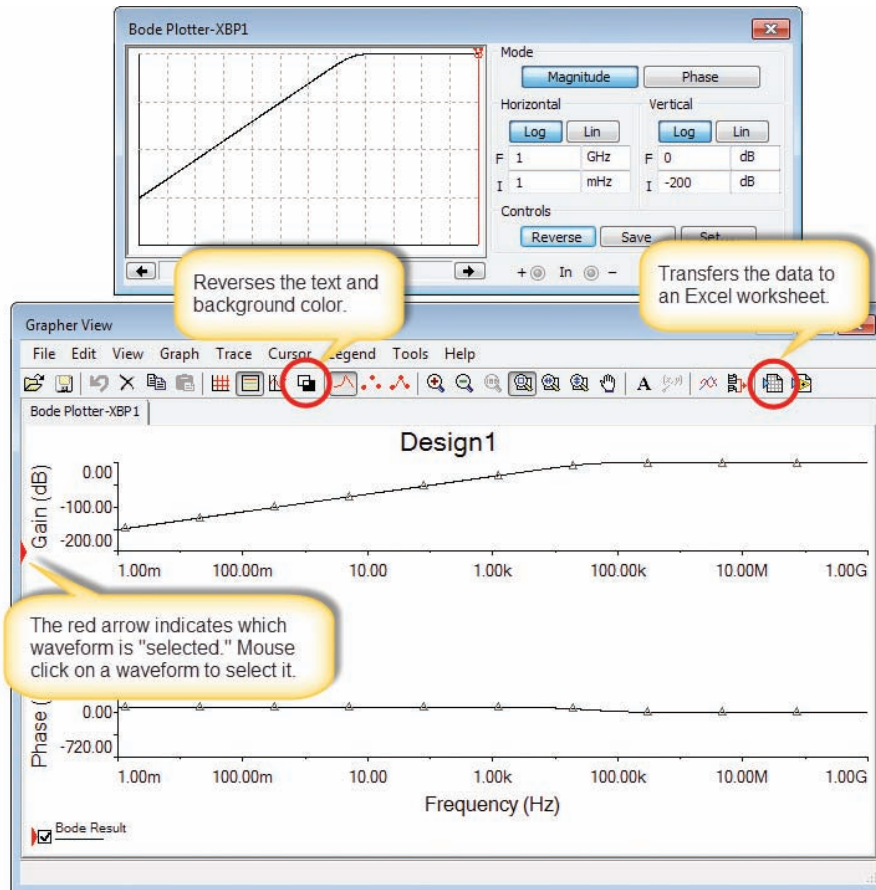 Bode Plotter-XBP1
Mode
Magnitude Phase
Horizontal Vertical
Log Lin Log Lin
F 1 GHz F 0 dB
I 1 mHz I -200 dB
Controls
Reverse Save Set...
+ In -
Reverses the text and
background color.
Transfers the data to
an Excel worksheet.
Grapher View
File Edit View Graph Trace Cursor Legend Tools Help
A
Bode Plotter-XBP1
Design1
Gain (dB)
0.00
-100.00
-200.00
1.00m 100.00m 10.00 1.00k 100.00k 10.00M 1.00G
The red arrow indicates which
waveform is "selected." Mouse
click on a waveform to select it.
Phase
0.00
-720.00
1.00m 100.00m 10.00 1.00k 100.00k 10.00M 1.00G
Frequency (Hz)
Bode Result